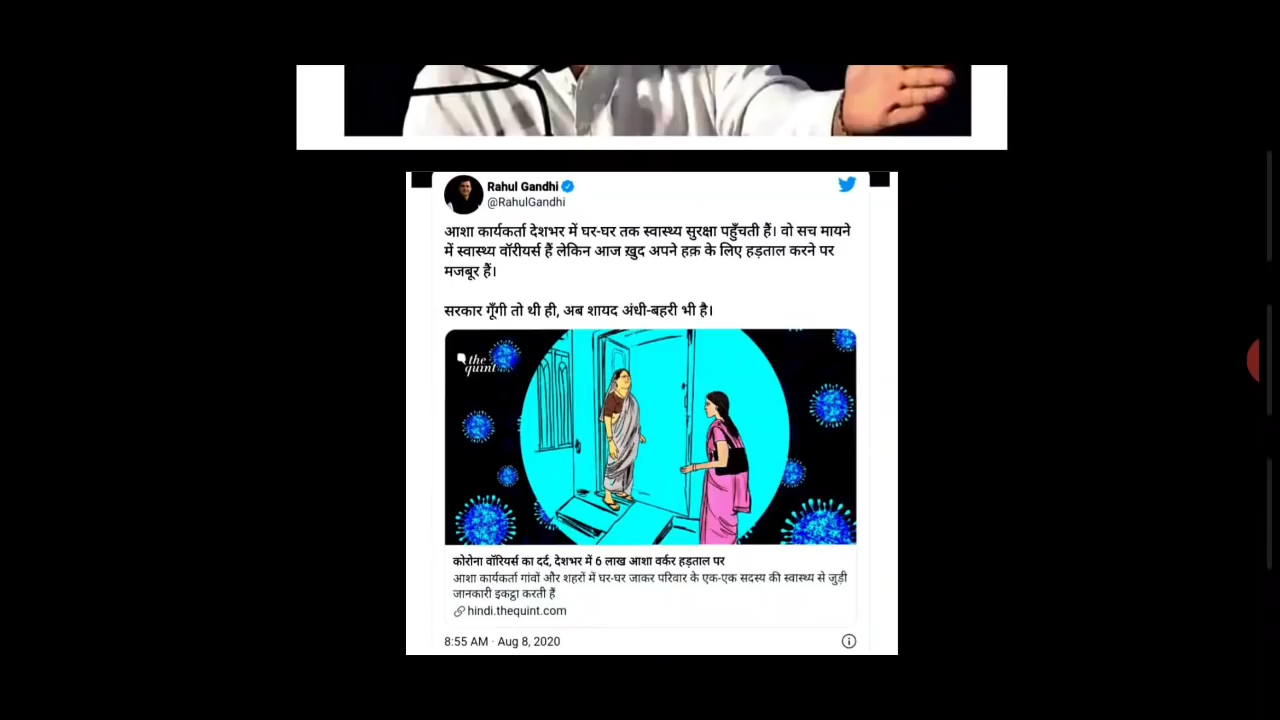 Rahul Gandhi
@RahulGandhi
आशा कार्यकर्ता देशभर में घर-घर तक स्वास्थ्य सुरक्षा पहुँचती हैं। वो सच मायने
में स्वास्थ्य वॉरीयर्स हैं लेकिन आज ख़ुद अपने हक़ के लिए हड़ताल करने पर
मजबूर हैं।
सरकार गूँगी तो थी ही, अब शायद अंधी-बहरी भी है।
the
quint
कोरोना वॉरियर्स का दर्द, देशभर में 6 लाख आशा वर्कर हड़ताल पर
आशा कार्यकर्ता गांवों और शहरों में घर-घर जाकर परिवार के एक-एक सदस्य की स्वास्थ्य से जुड़ी
जानकारी इकट्ठा करती हैं
hindi.thequint.com
8:55 AM · Aug 8, 2020